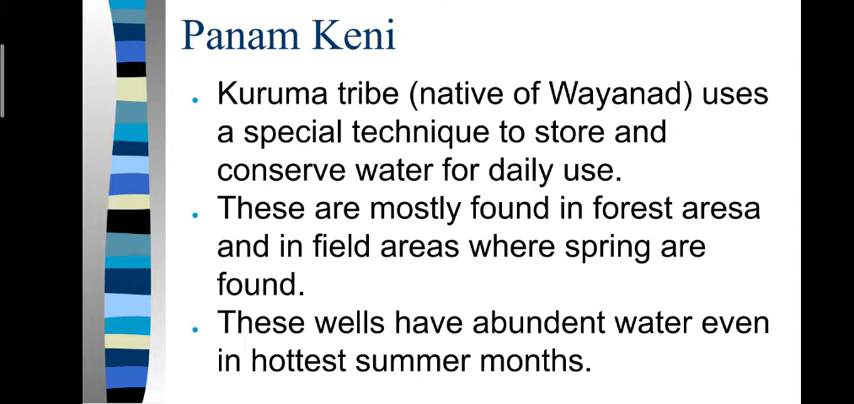 Panam Keni
Kuruma tribe (native of Wayanad) uses
a special technique to store and
conserve water for daily use.
These are mostly found in forest aresa
and in field areas where spring are
found.
These wells have abundent water even
in hottest summer months.